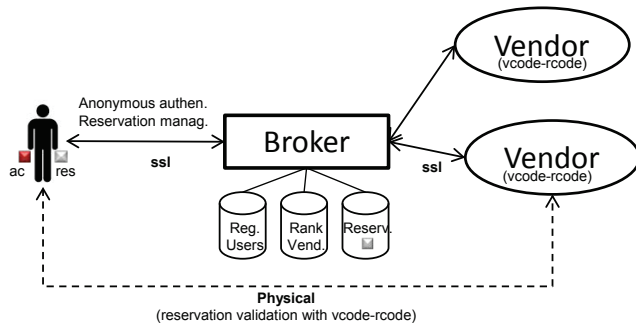 Vendor
(vcode-rcode)
Anonymous authen.
Reservation manag.
Broker
Vendor
(vcode-rcode)
ssl
ssl
ac
res
Reg.
Users
Rank
Vend.
Reserv.
Physical
(reservation validation with vcode-rcode)